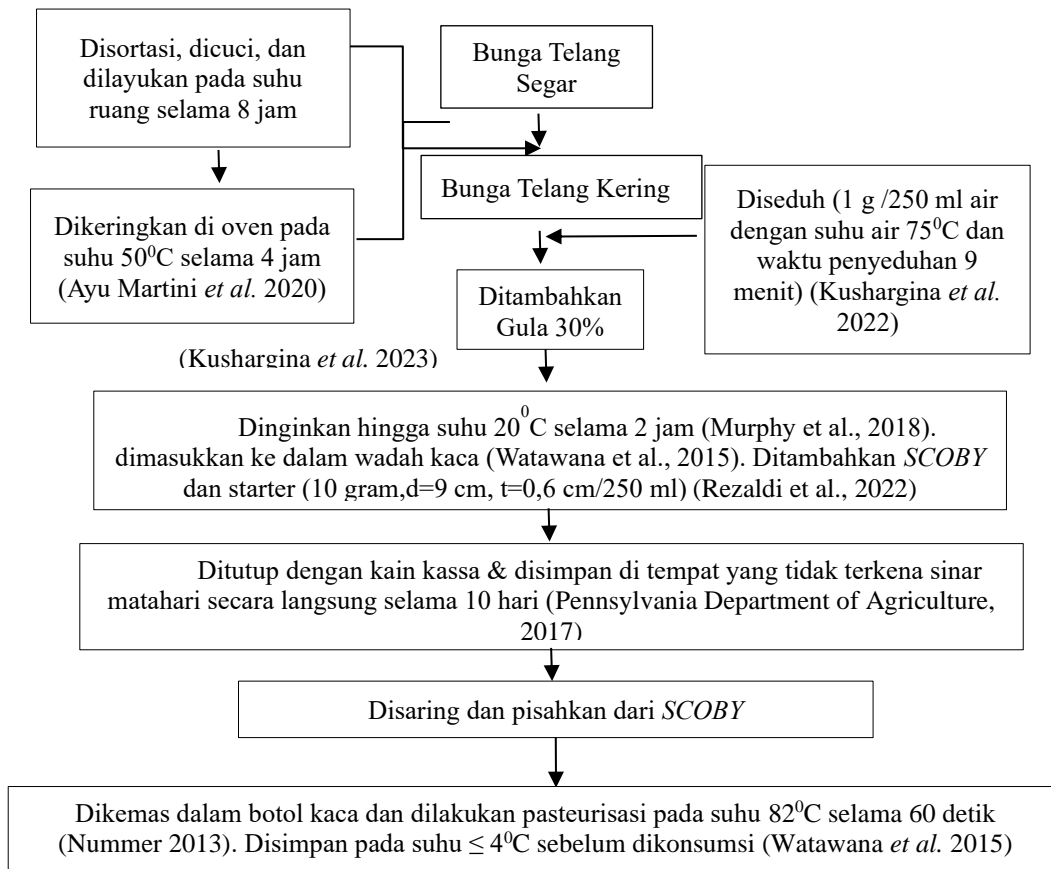 Disortasi, dicuci, dan
dilayukan pada suhu
ruang selama 8 jam
Bunga Telang
Segar
Dikeringkan di oven pada
suhu 50⁰C selama 4 jam
(Ayu Martini et al. 2020)
Bunga Telang Kering
Diseduh (1 g /250 ml air
dengan suhu air 75⁰C dan
waktu penyeduhan 9
menit) (Kushargina et al.
2022)
Ditambahkan
Gula 30%
(Kushargina et al. 2023)
Dinginkan hingga suhu 20⁰C selama 2 jam (Murphy et al., 2018).
dimasukkan ke dalam wadah kaca (Watawana et al., 2015). Ditambahkan SCOBY
dan starter (10 gram,d=9 cm, t=0,6 cm/250 ml) (Rezaldi et al., 2022)
Ditutup dengan kain kassa & disimpan di tempat yang tidak terkena sinar
matahari secara langsung selama 10 hari (Pennsylvania Department of Agriculture,
2017)
Disaring dan pisahkan dari SCOBY
Dikemas dalam botol kaca dan dilakukan pasteurisasi pada suhu 82⁰C selama 60 detik
(Nummer 2013). Disimpan pada suhu ≤ 4⁰C sebelum dikonsumsi (Watawana et al. 2015)